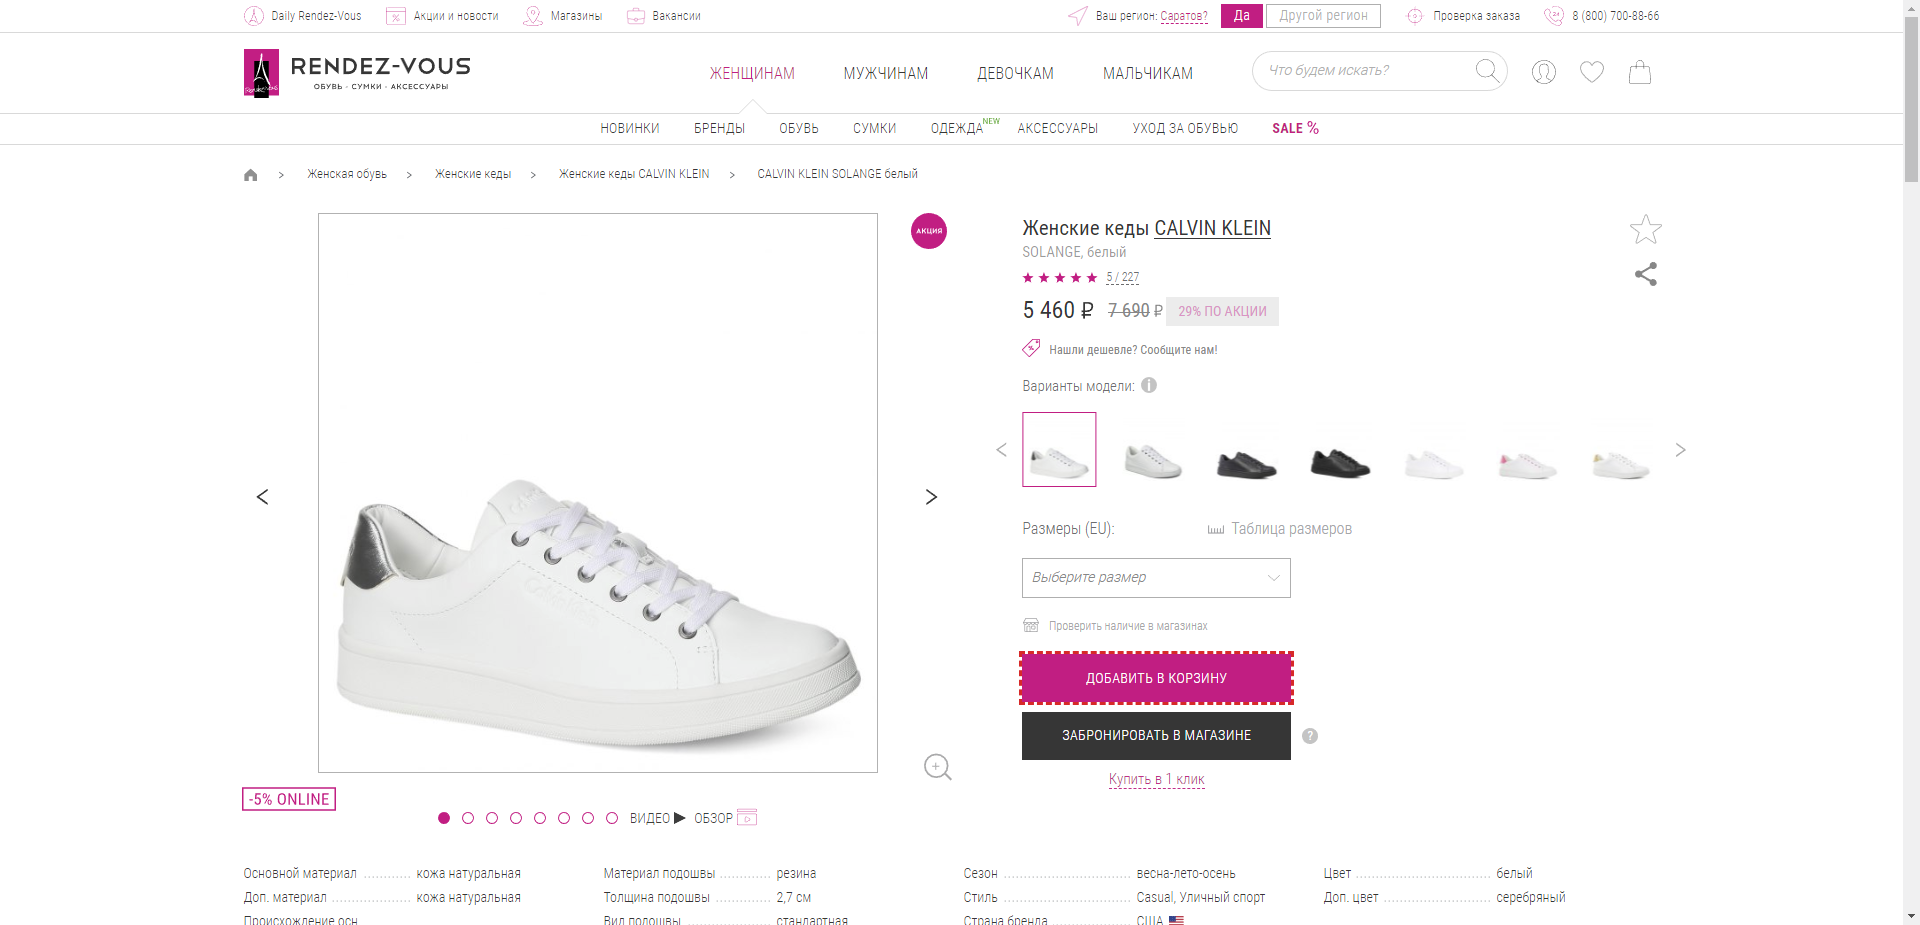 Daily Rendez-Vous
Акции и новости
Магазины
Вакансии
Ваш регион: Саратов?
Да
Другой регион
Проверка заказа
8 (800) 700-88-66
RENDEZ-VOUS
ОБУВЬ · СУМКИ · АКСЕССУАРЫ
ЖЕНЩИНАМ
МУЖЧИНАМ
ДЕВОЧКАМ
МАЛЬЧИКАМ
Что будем искать?
НОВИНКИ
БРЕНДЫ
ОБУВЬ
СУМКИ
ОДЕЖДА NEW
АКСЕССУАРЫ
УХОД ЗА ОБУВЬЮ
SALE %
> Женская обувь > Женские кеды > Женские кеды CALVIN KLEIN > CALVIN KLEIN SOLANGE белый
АКЦИЯ
Женские кеды CALVIN KLEIN
SOLANGE, белый
5 / 227
5 460 ₽ 7 690 ₽ 29% ПО АКЦИИ
Нашли дешевле? Сообщите нам!
Варианты модели:
Размеры (EU):
Таблица размеров
Выберите размер
Проверить наличие в магазинах
ДОБАВИТЬ В КОРЗИНУ
ЗАБРОНИРОВАТЬ В МАГАЗИНЕ
?
Купить в 1 клик
-5% ONLINE
ВИДЕО
ОБЗОР
Основной материал кожа натуральная
Доп. материал кожа натуральная
Происхождение осн
Материал подошвы резина
Толщина подошвы 2,7 см
Вид подошвы стандартная
Сезон весна-лето-осень
Стиль Casual, Уличный спорт
Страна бренда США
Цвет белый
Доп. цвет серебряный